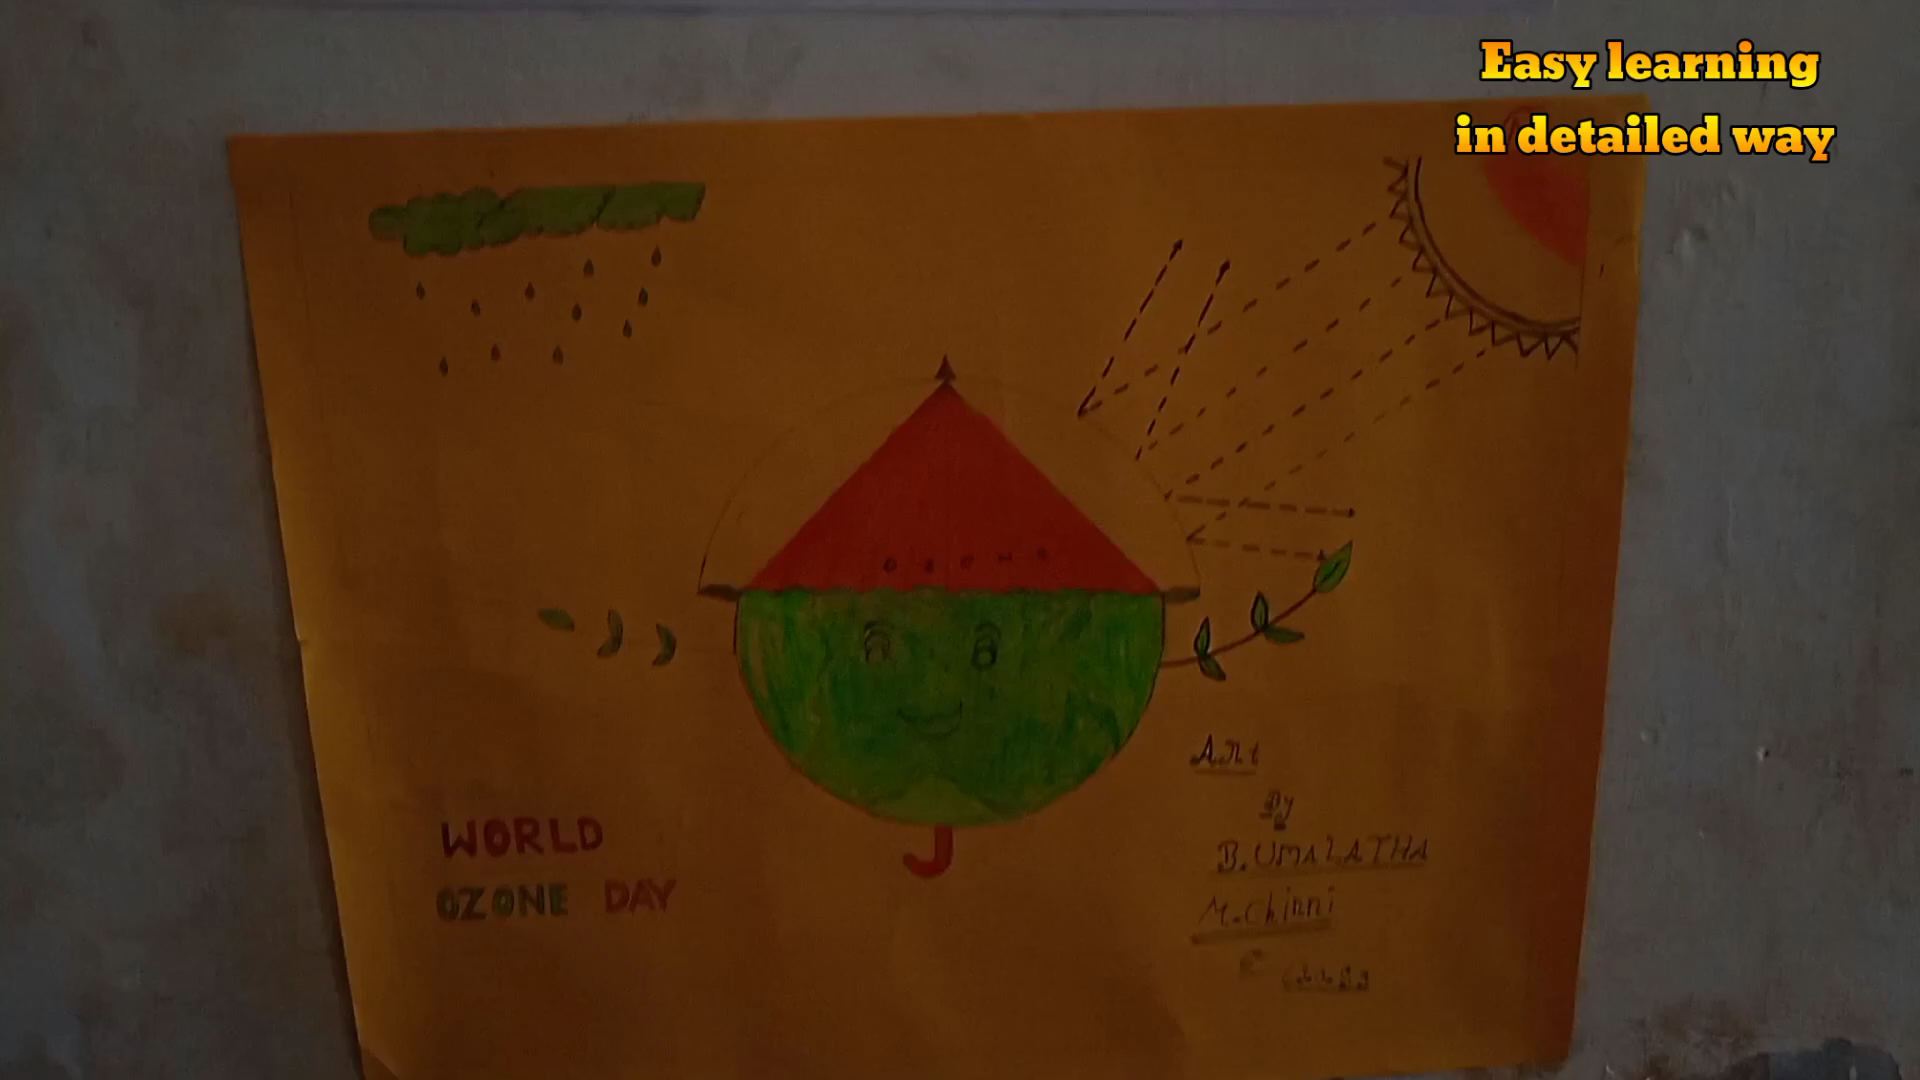 Easy learning
in detailed way
OZONE
WORLD
OZONE DAY
Art
By
B. UMALATHA
M. Chinni